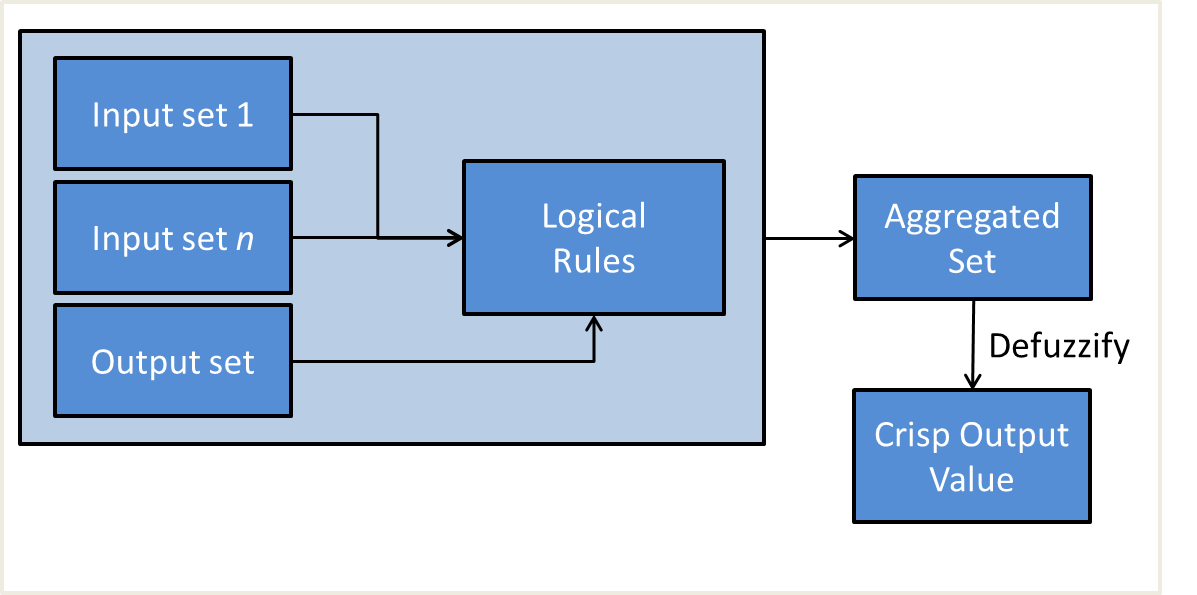 Input set 1
Input set n
Output set
Logical
Rules
Aggregated
Set
Defuzzify
Crisp Output
Value